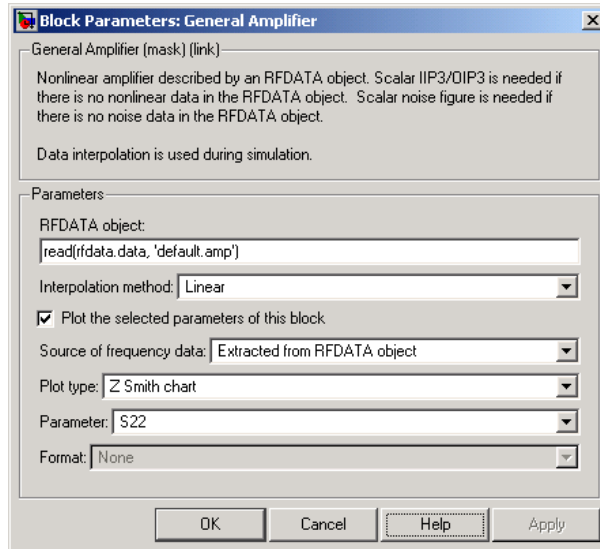 Block Parameters: General Amplifier
General Amplifier (mask) (link)
Nonlinear amplifier described by an RFDATA object. Scalar IIP3/OIP3 is needed if
there is no nonlinear data in the RFDATA object. Scalar noise figure is needed if
there is no noise data in the RFDATA object.
Data interpolation is used during simulation.
Parameters
RFDATA object:
read(rfdata.data, 'default.amp')
Interpolation method: Linear
Plot the selected parameters of this block
Source of frequency data: Extracted from RFDATA object
Plot type: Z Smith chart
Parameter: S22
Format: None
OK Cancel Help Apply